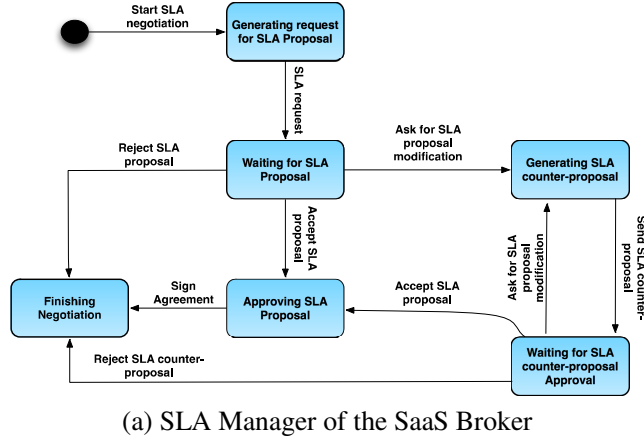 Start SLA
negotiation
Generating request
for SLA Proposal
SLA request
Reject SLA
proposal
Waiting for SLA
Proposal
Ask for SLA
proposal
modification
Generating SLA
counter-proposal
Accept SLA
proposal
Ask for SLA
proposal
modification
Send SLA counter-
proposal
Finishing
Negotiation
Sign
Agreement
Approving SLA
Proposal
Accept SLA
proposal
Reject SLA counter-
proposal
Waiting for SLA
counter-proposal
Approval
(a) SLA Manager of the SaaS Broker